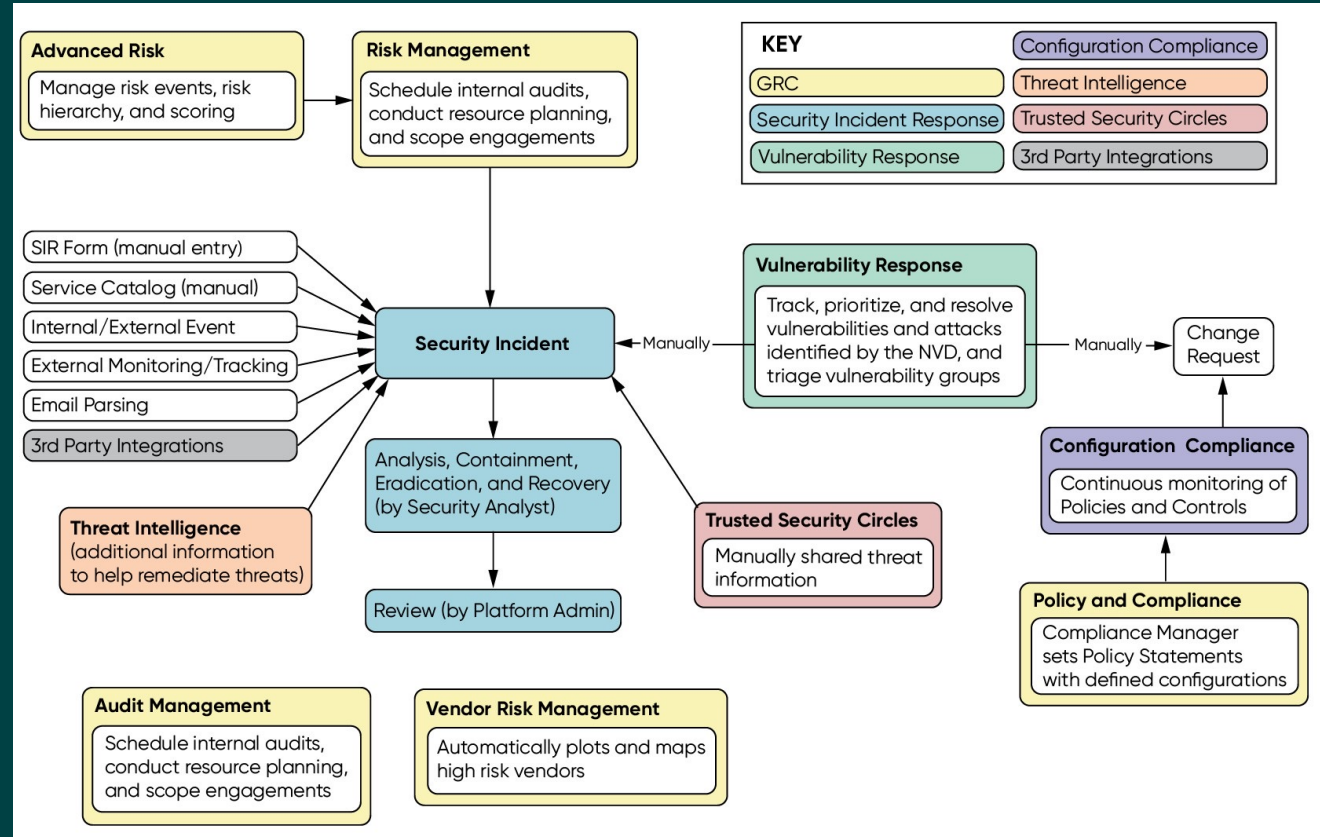 Advanced Risk
Manage risk events, risk
hierarchy, and scoring
Risk Management
Schedule internal audits,
conduct resource planning,
and scope engagements
KEY
GRC
Security Incident Response
Vulnerability Response
Configuration Compliance
Threat Intelligence
Trusted Security Circles
3rd Party Integrations
SIR Form (manual entry)
Service Catalog (manual)
Internal/External Event
External Monitoring/Tracking
Email Parsing
3rd Party Integrations
Security Incident
Manually
Vulnerability Response
Track, prioritize, and resolve
vulnerabilities and attacks
identified by the NVD, and
triage vulnerability groups
Manually
Change
Request
Analysis, Containment,
Eradication, and Recovery
(by Security Analyst)
Configuration Compliance
Continuous monitoring of
Policies and Controls
Threat Intelligence
(additional information
to help remediate threats)
Trusted Security Circles
Manually shared threat
information
Review (by Platform Admin)
Policy and Compliance
Compliance Manager
sets Policy Statements
with defined configurations
Audit Management
Schedule internal audits,
conduct resource planning,
and scope engagements
Vendor Risk Management
Automatically plots and maps
high risk vendors